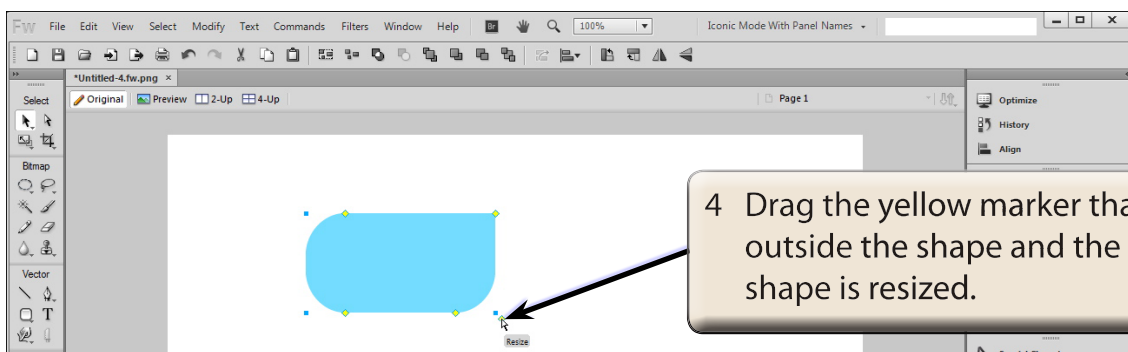 Fw File Edit View Select Modify Text Commands Filters Window Help Br 100% Iconic Mode With Panel Names
*Untitled-4.fw.png ×
Select
Original Preview 2-Up 4-Up Page 1
Optimize
History
Align
Bitmap
Vector
T
4 Drag the yellow marker tha
outside the shape and the
shape is resized.
Resize